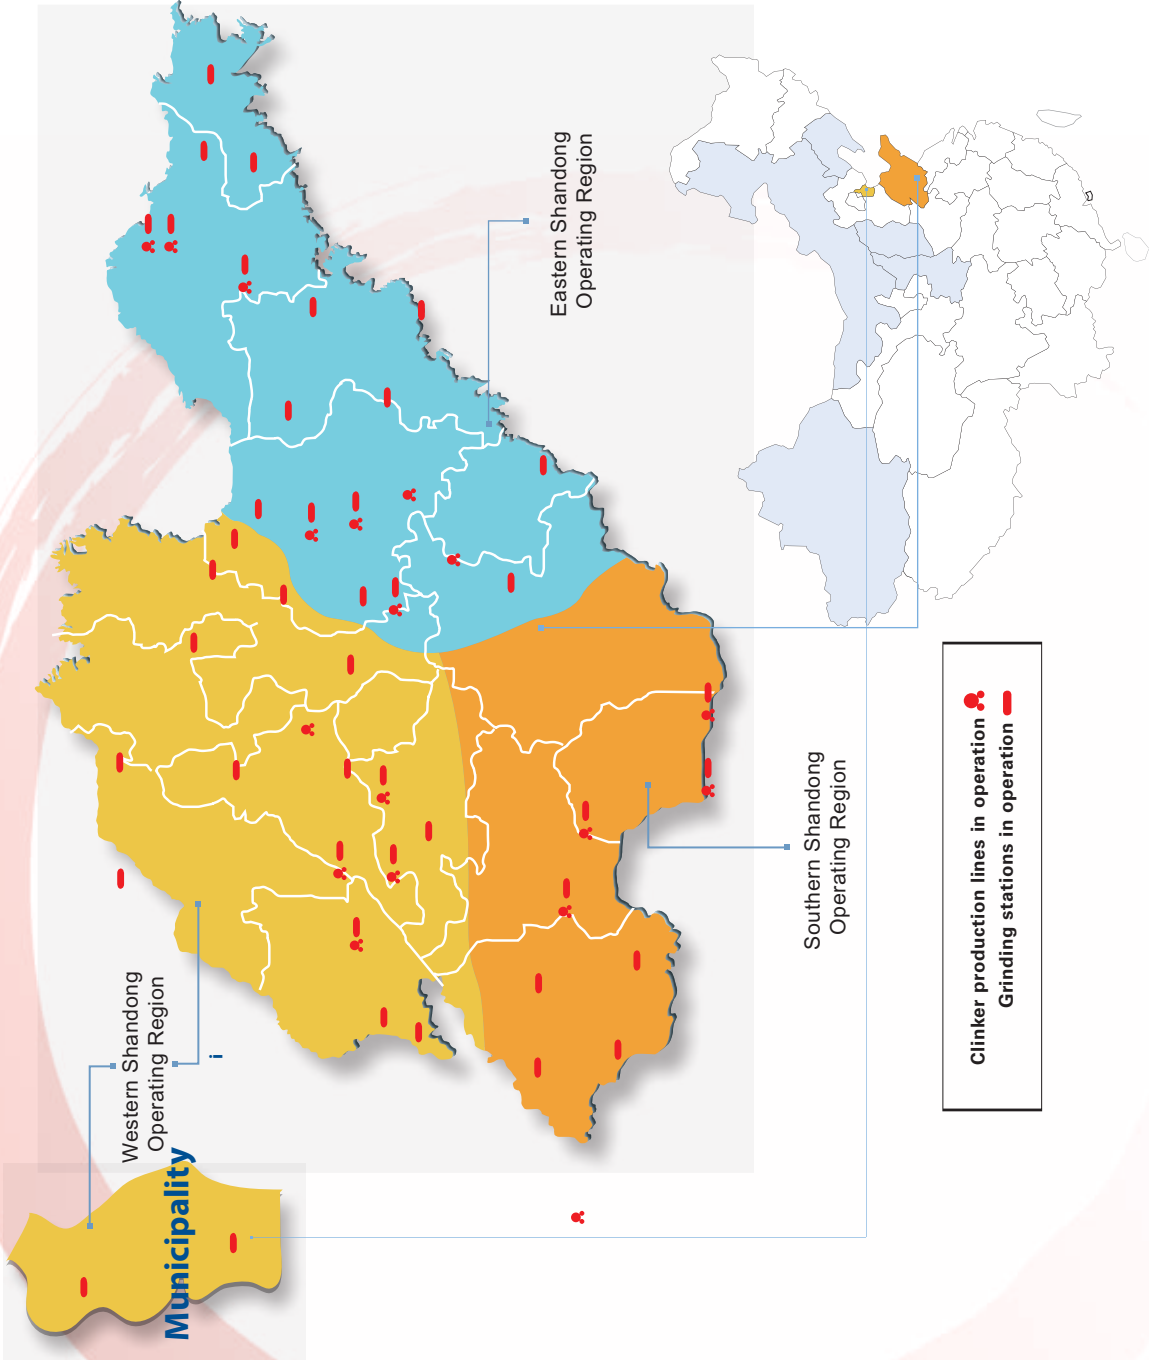 Municipality
Western Shandong
Operating Region
i
Eastern Shandong
Operating Region
Southern Shandong
Operating Region
Clinker production lines in operation
Grinding stations in operation